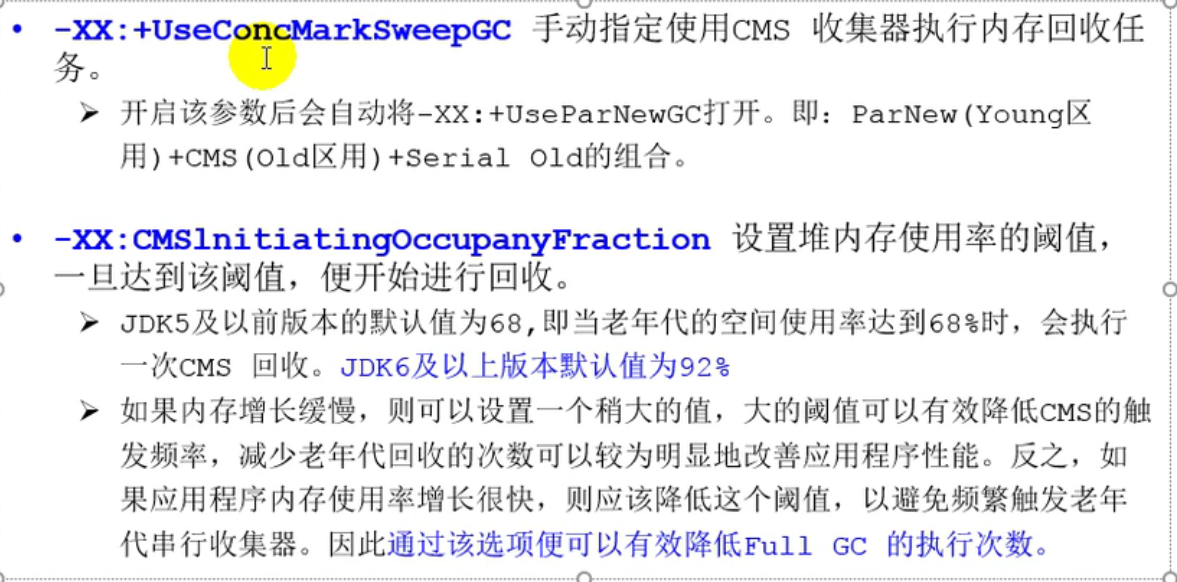 • -XX:+UseConcMarkSweepGC 手动指定使用CMS 收集器执行内存回收任
务。
➢ 开启该参数后会自动将-XX:+UseParNewGC打开。即：ParNew(Young区
用)+CMS(Old区用)+Serial Old的组合。
• -XX:CMSlnitiatingOccupanyFraction 设置堆内存使用率的阈值，
一旦达到该阈值，便开始进行回收。
➢ JDK5及以前版本的默认值为68,即当老年代的空间使用率达到68%时，会执行
一次CMS 回收。JDK6及以上版本默认值为92%
➢ 如果内存增长缓慢，则可以设置一个稍大的值，大的阈值可以有效降低CMS的触
发频率，减少老年代回收的次数可以较为明显地改善应用程序性能。反之，如
果应用程序内存使用率增长很快，则应该降低这个阈值，以避免频繁触发老年
代串行收集器。因此通过该选项便可以有效降低Full GC 的执行次数。